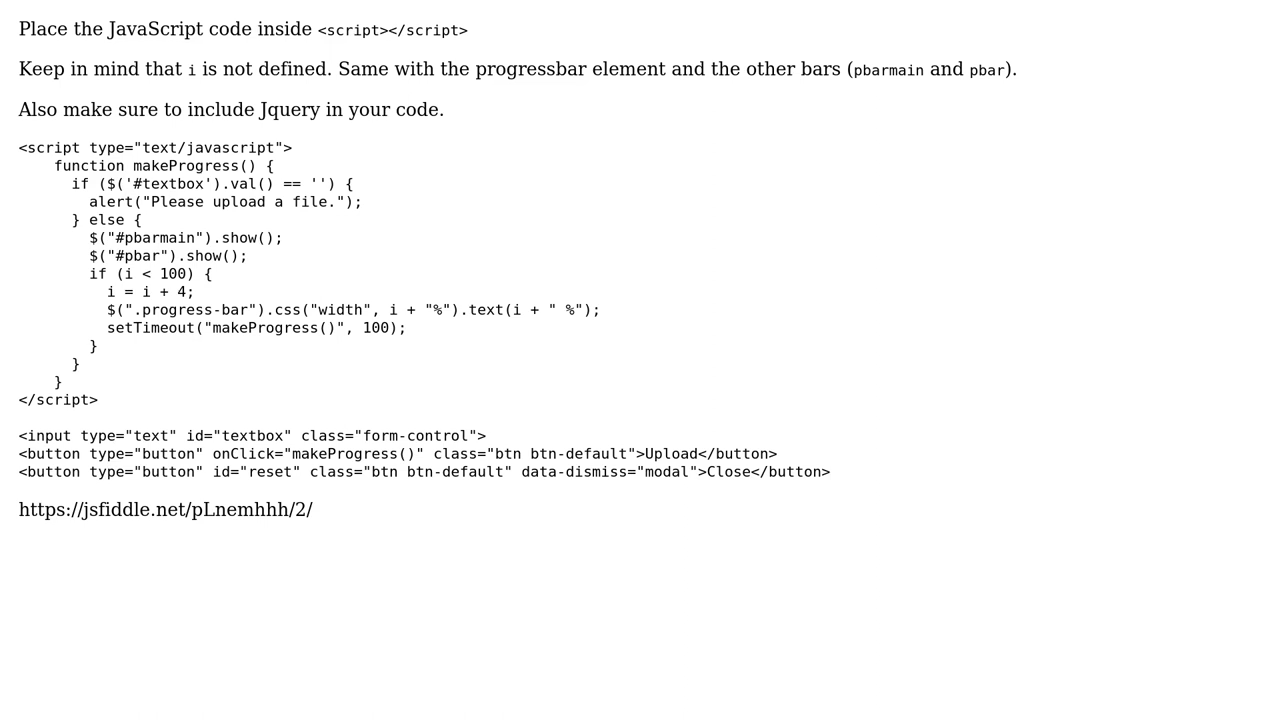 Place the JavaScript code inside <script></script>
Keep in mind that i is not defined. Same with the progressbar element and the other bars (pbarmain and pbar).
Also make sure to include Jquery in your code.
<script type="text/javascript">
    function makeProgress() {
      if ($('#textbox').val() == '') {
        alert("Please upload a file.");
      } else {
        $("#pbarmain").show();
        $("#pbar").show();
        if (i < 100) {
          i = i + 4;
          $(".progress-bar").css("width", i + "%").text(i + " %");
          setTimeout("makeProgress()", 100);
        }
      }
    }
</script>
<input type="text" id="textbox" class="form-control">
<button type="button" onClick="makeProgress()" class="btn btn-default">Upload</button>
<button type="button" id="reset" class="btn btn-default" data-dismiss="modal">Close</button>
https://jsfiddle.net/pLnemhhh/2/